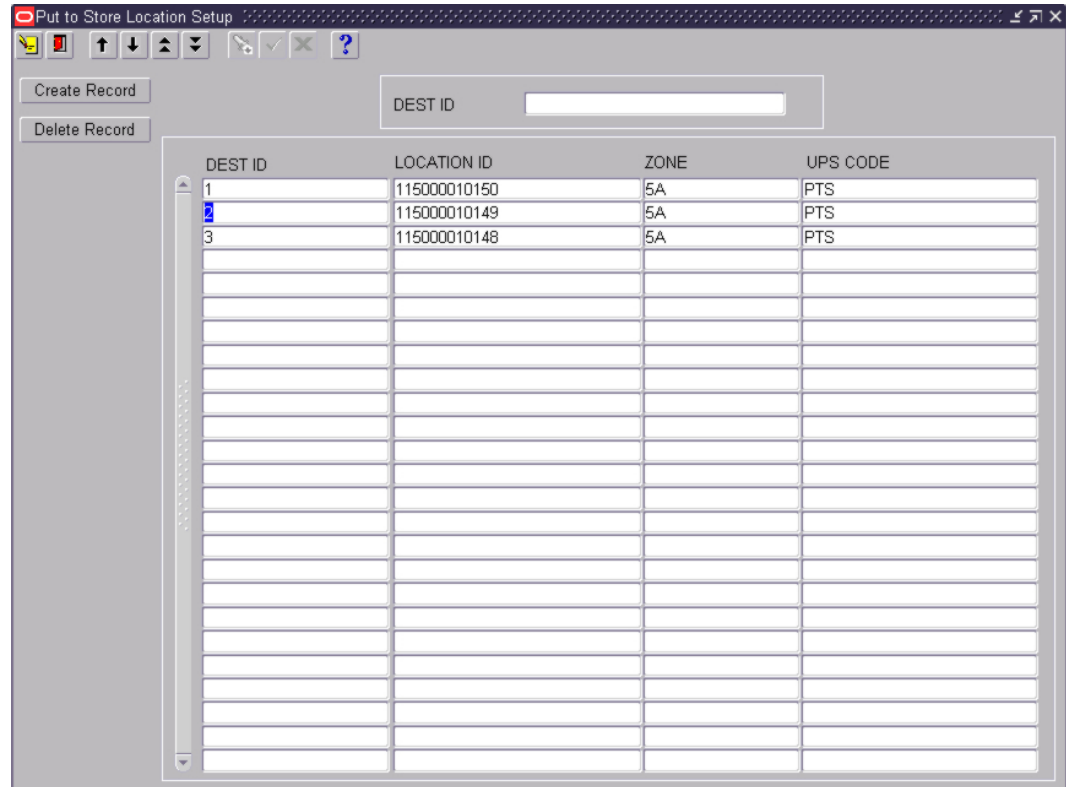 Put to Store Location Setup
?
Create Record
DEST ID
Delete Record
DEST ID LOCATION ID ZONE UPS CODE
1 115000010150 5A PTS
2 115000010149 5A PTS
3 115000010148 5A PTS